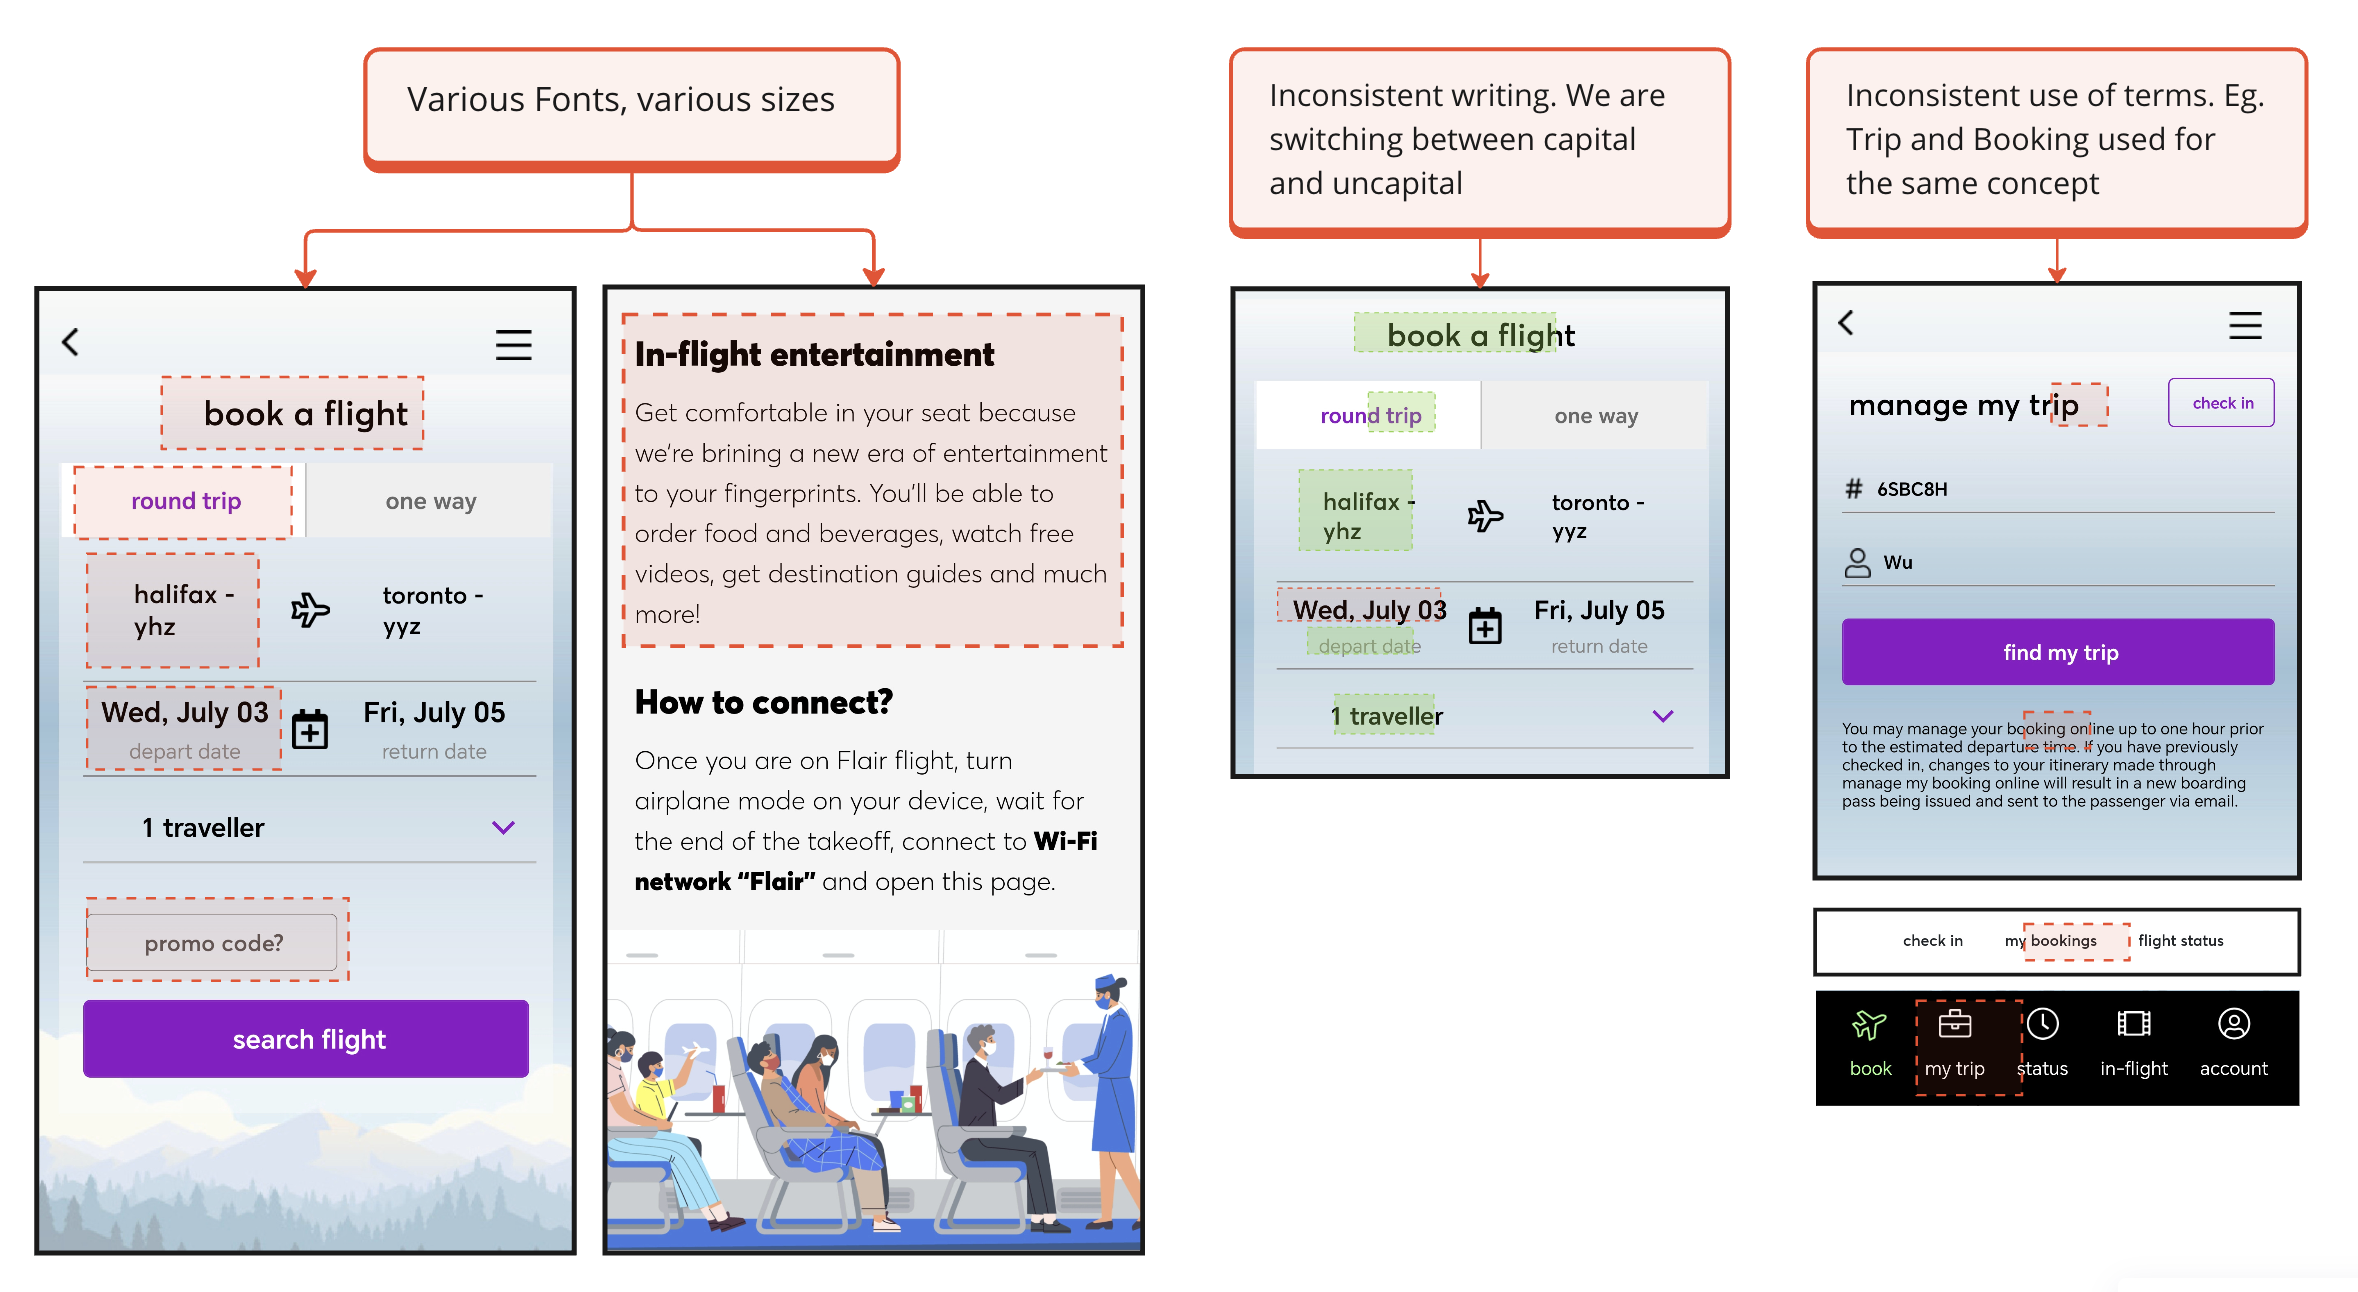 Various Fonts, various sizes
book a flight
round trip
one way
halifax -
yhz
toronto -
yyz
Wed, July 03
depart date
Fri, July 05
return date
1 traveller
promo code?
search flight
In-flight entertainment
Get comfortable in your seat because
we're brining a new era of entertainment
to your fingerprints. You'll be able to
order food and beverages, watch free
videos, get destination guides and much
more!
How to connect?
Once you are on Flair flight, turn
airplane mode on your device, wait for
the end of the takeoff, connect to Wi-Fi
network “Flair” and open this page.
Inconsistent writing. We are
switching between capital
and uncapital
book a flight
round trip
one way
halifax -
yhz
toronto -
yyz
Wed, July 03
depart date
Fri, July 05
return date
1 traveller
Inconsistent use of terms. Eg.
Trip and Booking used for
the same concept
manage my trip
check in
# 6SBC8H
Wu
find my trip
You may manage your booking online up to one hour prior
to the estimated departure time. If you have previously
checked in, changes to your itinerary made through
manage my booking online will result in a new boarding
pass being issued and sent to the passenger via email.
check in
my bookings
flight status
book
my trip
status
in-flight
account